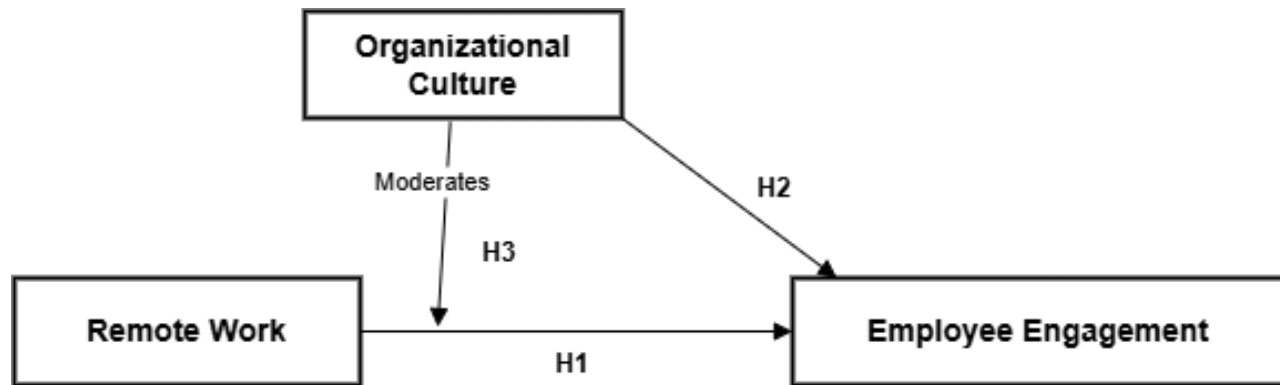 Organizational
Culture
Moderates
H2
H3
Remote Work
Employee Engagement
H1